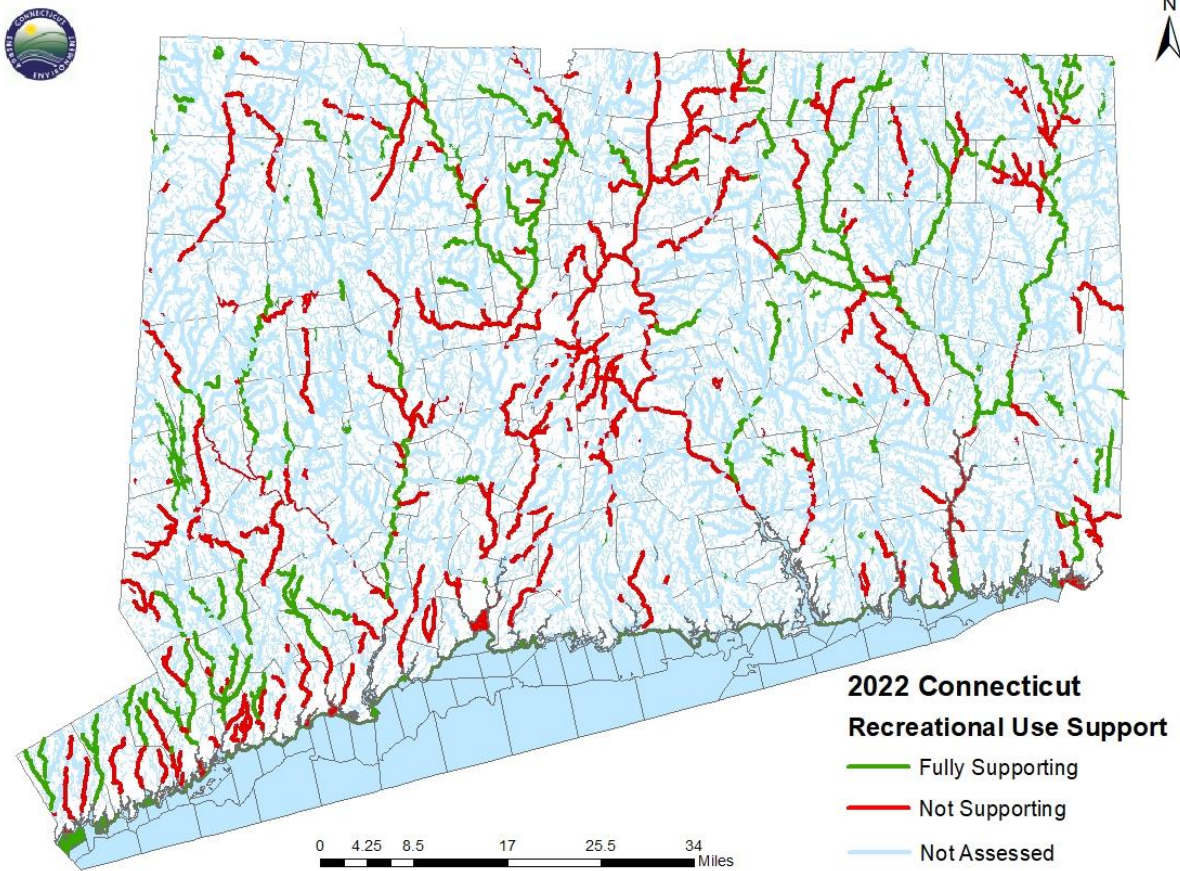 CONNECTICUT
N
2022 Connecticut
Recreational Use Support
Fully Supporting
Not Supporting
Not Assessed
0 4.25 8.5 17 25.5 34
Miles